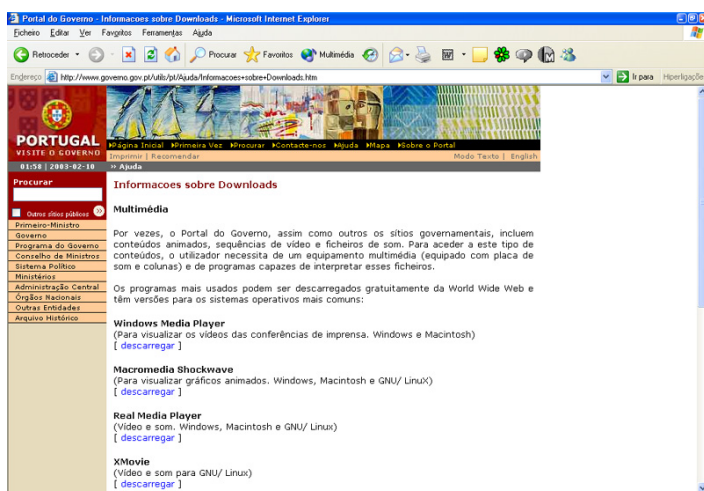 Portal do Governo - Informacoes sobre Downloads - Microsoft Internet Explorer
Ficheiro Editar Ver Favoritos Ferramentas Ajuda
Retroceder Procurar Favoritos Multimédia
Endereço http://www.governo.gov.pt/utils/pt/Ajuda/Informacoes+sobre+Downloads.htm Ir para Hiperligações
PORTUGAL
VISITE O GOVERNO
Página Inicial Primeira Vez Procurar Contacte-nos Ajuda Mapa Sobre o Portal
Imprimir | Recomendar Modo Texto | English
01:58 | 2003-02-10 » Ajuda
Procurar
Outros sítios públicos
Primeiro-Ministro
Governo
Programa do Governo
Conselho de Ministros
Sistema Político
Ministérios
Administração Central
Órgãos Nacionais
Outras Entidades
Arquivo Histórico
Informacoes sobre Downloads
Multimédia
Por vezes, o Portal do Governo, assim como outros os sítios governamentais, incluem
conteúdos animados, sequências de vídeo e ficheiros de som. Para aceder a este tipo de
conteúdos, o utilizador necessita de um equipamento multimédia (equipado com placa de
som e colunas) e de programas capazes de interpretar esses ficheiros.
Os programas mais usados podem ser descarregados gratuitamente da World Wide Web e
têm versões para os sistemas operativos mais comuns:
Windows Media Player
(Para visualizar os vídeos das conferências de imprensa. Windows e Macintosh)
[ descarregar ]
Macromedia Shockwave
(Para visualizar gráficos animados. Windows, Macintosh e GNU/ LinuX)
[ descarregar ]
Real Media Player
(Vídeo e som. Windows, Macintosh e GNU/ Linux)
[ descarregar ]
XMovie
(Vídeo e som para GNU/ Linux)
[ descarregar ]